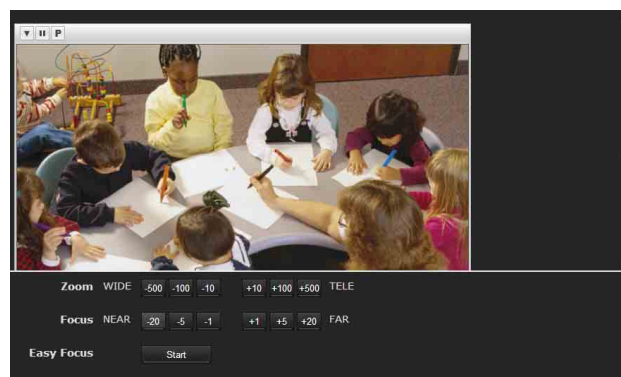 P
Zoom WIDE -500 -100 -10 +10 +100 +500 TELE
Focus NEAR -20 -5 -1 +1 +5 +20 FAR
Easy Focus Start